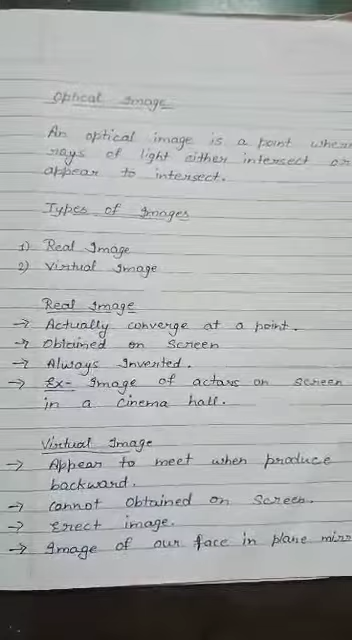 Optical Image
An optical image is a point where
rays of light either intersect or
appear to intersect.
Types of Images
1) Real Image
2) Virtual Image
Real Image
→ Actually converge at a point.
→ Obtained on Screen
→ Always Invented.
→ Ex- Image of actars on screen
in a cinema hall.
Virtual Image
→ Appear to meet when produce
backward.
→ cannot obtained on screen.
→ Erect image.
→ Image of our face in plane mirr